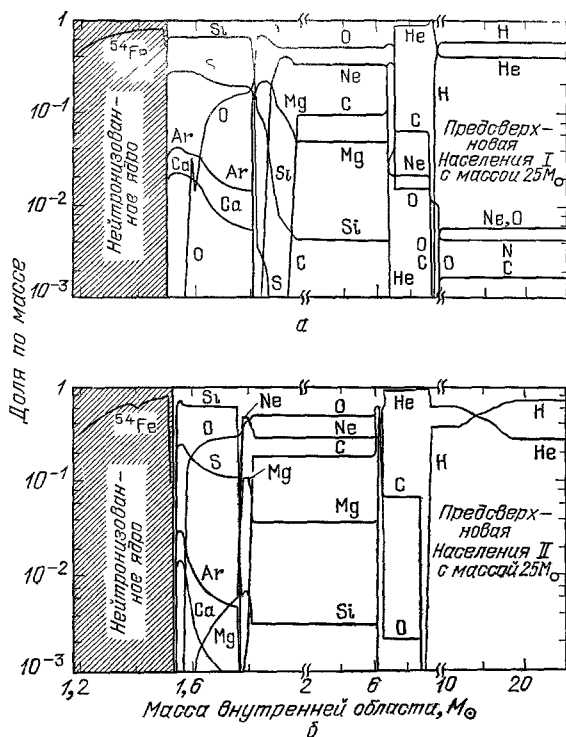 Доля по массе
1
10⁻¹
10⁻²
10⁻³
⁵⁴Fe
Нейтронизован-
ное ядро
Si
S
O
Ar
Ca
Ar
Ca
O
Mg
Si
S
C
O
Ne
C
Mg
Si
He
C
Ne
O
O
He
C
O
H
He
H
Предсверх-
новая
Населения I
с массой 25M⊙
Ne,O
N
C
а
1
10⁻¹
10⁻²
10⁻³
⁵⁴Fe
Нейтронизован-
ное ядро
Si
O
S
Ar
Ca
Mg
Ne
Mg
O
Ne
C
Mg
Si
He
C
O
H
H
He
Предсверх-
новая
Населения II
с массой 25M⊙
1,2
1,6
2
6
10
20
Масса внутренней области, M⊙
б